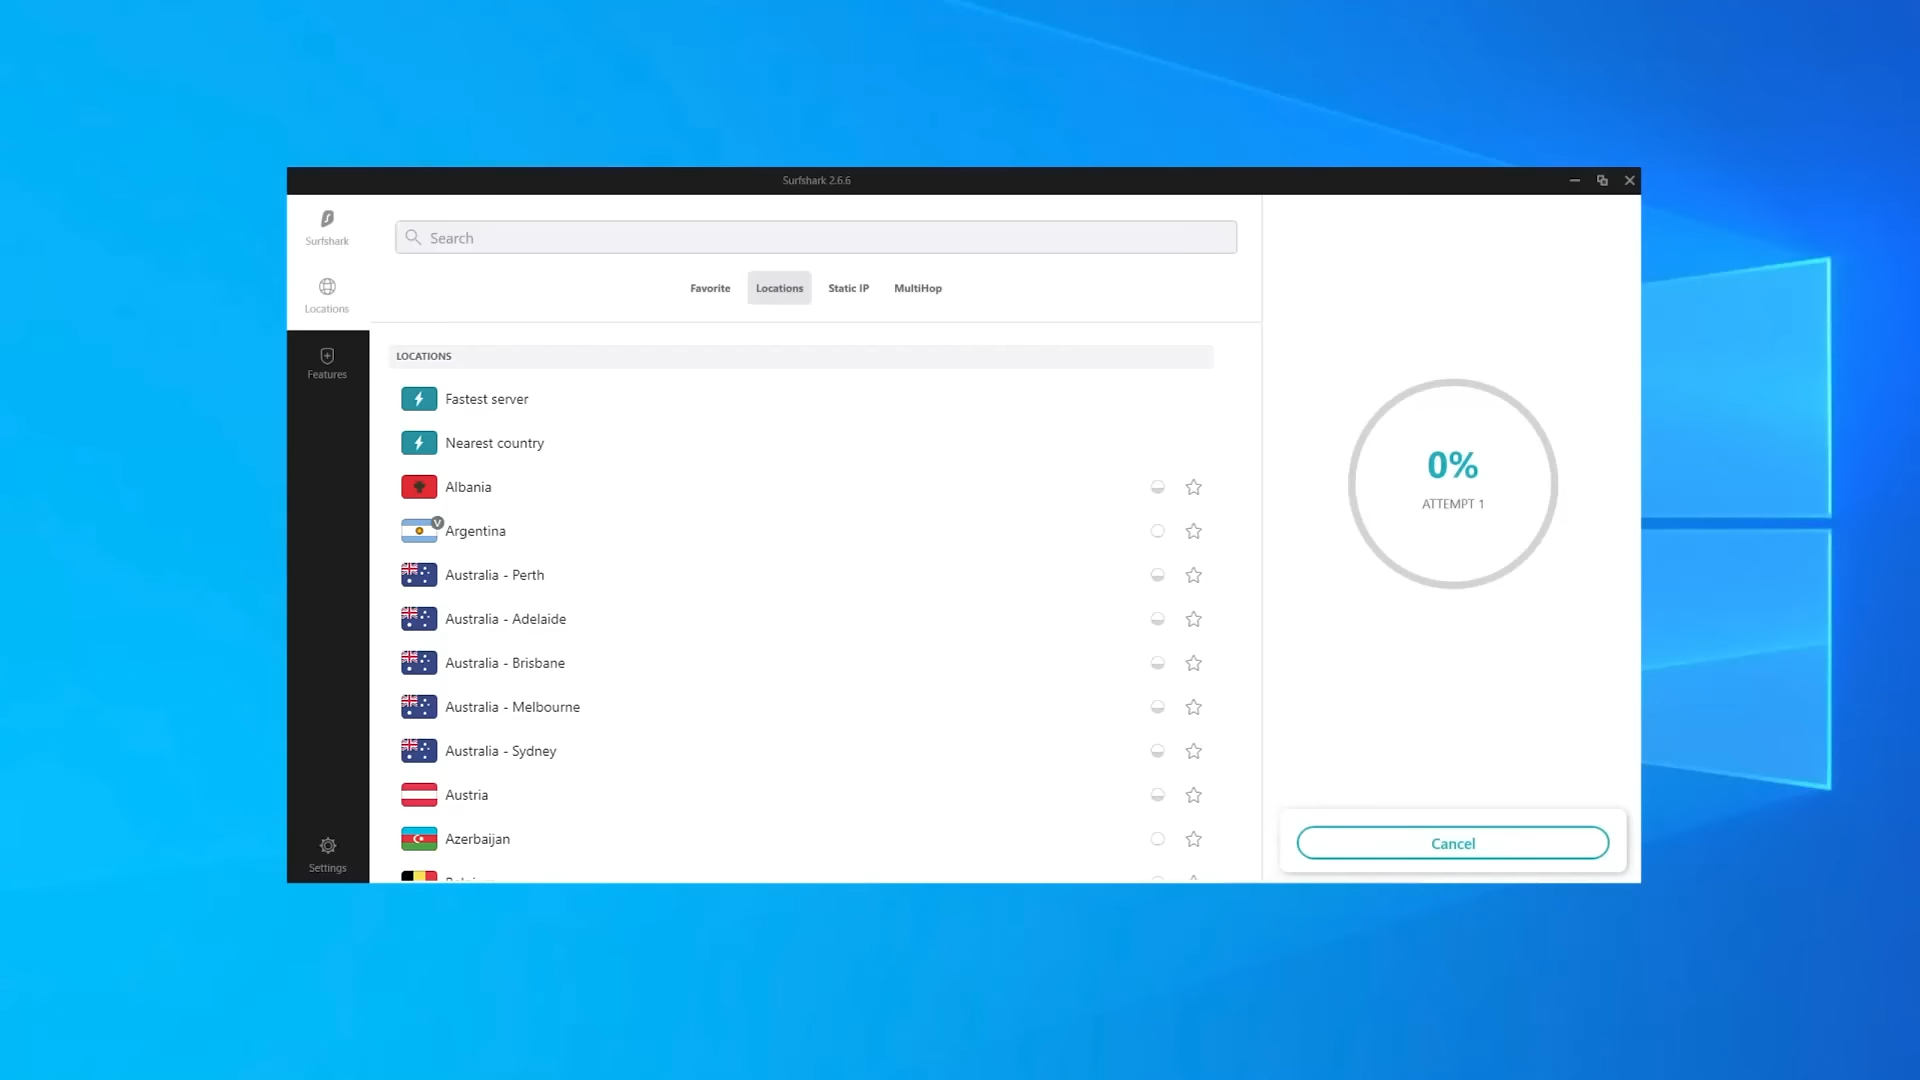 Surfshark 2.6.6
Surfshark
Locations
Features
Settings
Search
Favorite
Locations
Static IP
MultiHop
LOCATIONS
Fastest server
Nearest country
Albania
V
Argentina
Australia - Perth
Australia - Adelaide
Australia - Brisbane
Australia - Melbourne
Australia - Sydney
Austria
Azerbaijan
0%
ATTEMPT 1
Cancel